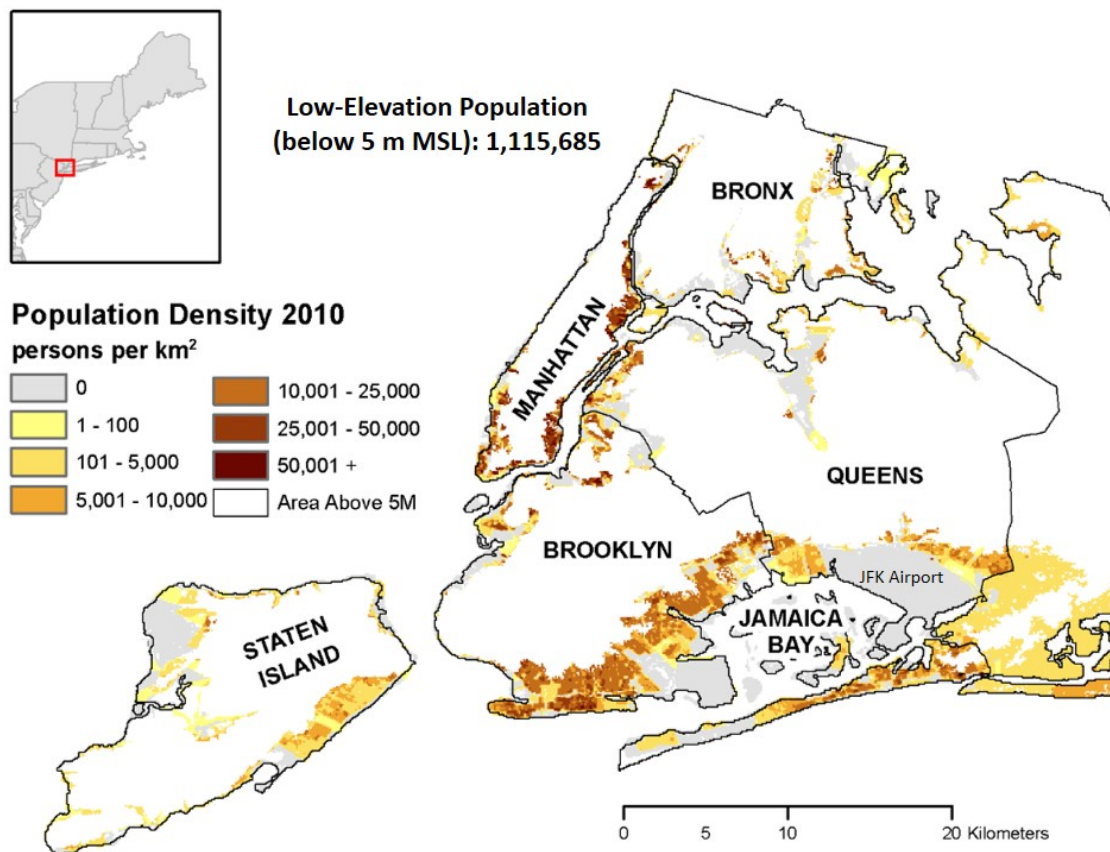 Low-Elevation Population
(below 5 m MSL): 1,115,685
Population Density 2010
persons per km²
0
1 - 100
101 - 5,000
5,001 - 10,000
10,001 - 25,000
25,001 - 50,000
50,001 +
Area Above 5M
BRONX
MANHATTAN
QUEENS
BROOKLYN
JFK Airport
JAMAICA
BAY
STATEN
ISLAND
0 5 10 20 Kilometers